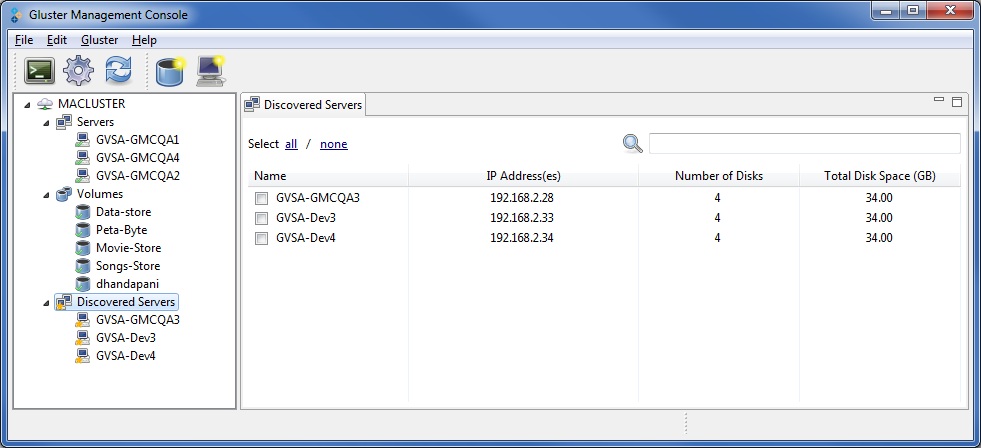 Gluster Management Console
File Edit Gluster Help
MACLUSTER
Servers
GVSA-GMCQA1
GVSA-GMCQA4
GVSA-GMCQA2
Volumes
Data-store
Peta-Byte
Movie-Store
Songs-Store
dhandapani
Discovered Servers
GVSA-GMCQA3
GVSA-Dev3
GVSA-Dev4
Discovered Servers
Select all / none
Name IP Address(es) Number of Disks Total Disk Space (GB)
GVSA-GMCQA3 192.168.2.28 4 34.00
GVSA-Dev3 192.168.2.33 4 34.00
GVSA-Dev4 192.168.2.34 4 34.00